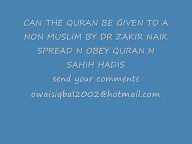 CAN THE QURAN BE GIVEN TO A
NON MUSLIM BY DR ZAKIR NAIK
SPREAD N OBEY QURAN N
SAHIH HADIS
send your comments
owaisiqbal2002@hotmail.com